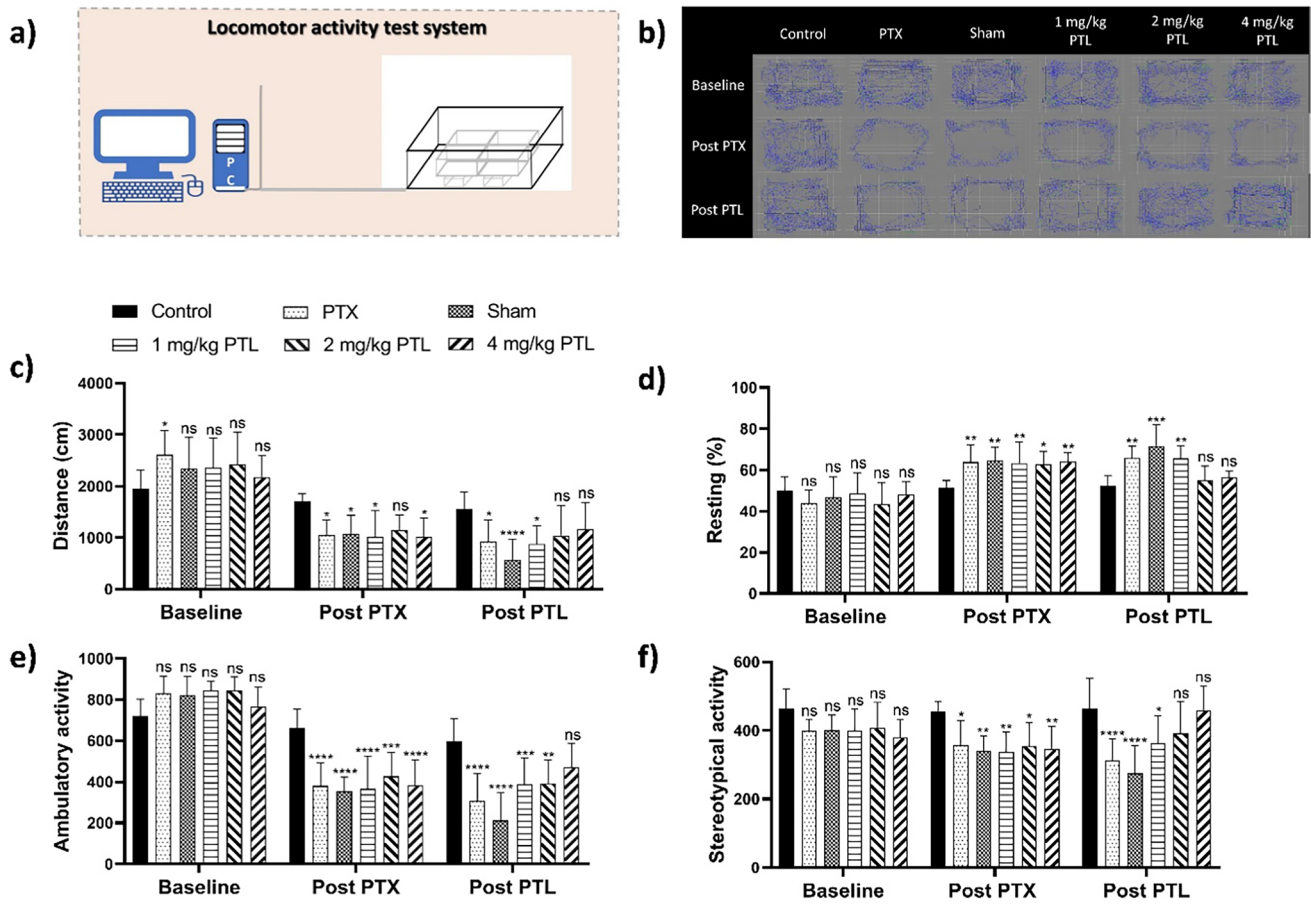 a)
Locomotor activity test system
P
C
b)
Control PTX Sham 1 mg/kg PTL 2 mg/kg PTL 4 mg/kg PTL
Baseline
Post PTX
Post PTL
Control PTX Sham
1 mg/kg PTL 2 mg/kg PTL 4 mg/kg PTL
c)
Distance (cm)
4000
3000
2000
1000
0
* ns ns ns ns
* * * ns *
* **** * ns ns
Baseline Post PTX Post PTL
d)
Resting (%)
100
80
60
40
20
0
ns ns ns ns ns
** ** ** * **
** *** ** ns ns
Baseline Post PTX Post PTL
e)
Ambulatory activity
1000
800
600
400
200
0
ns ns ns ns ns
**** **** **** *** ****
**** **** *** ** ns
Baseline Post PTX Post PTL
f)
Stereotypical activity
600
400
200
0
ns ns ns ns ns
* ** ** * **
**** **** * ns ns
Baseline Post PTX Post PTL